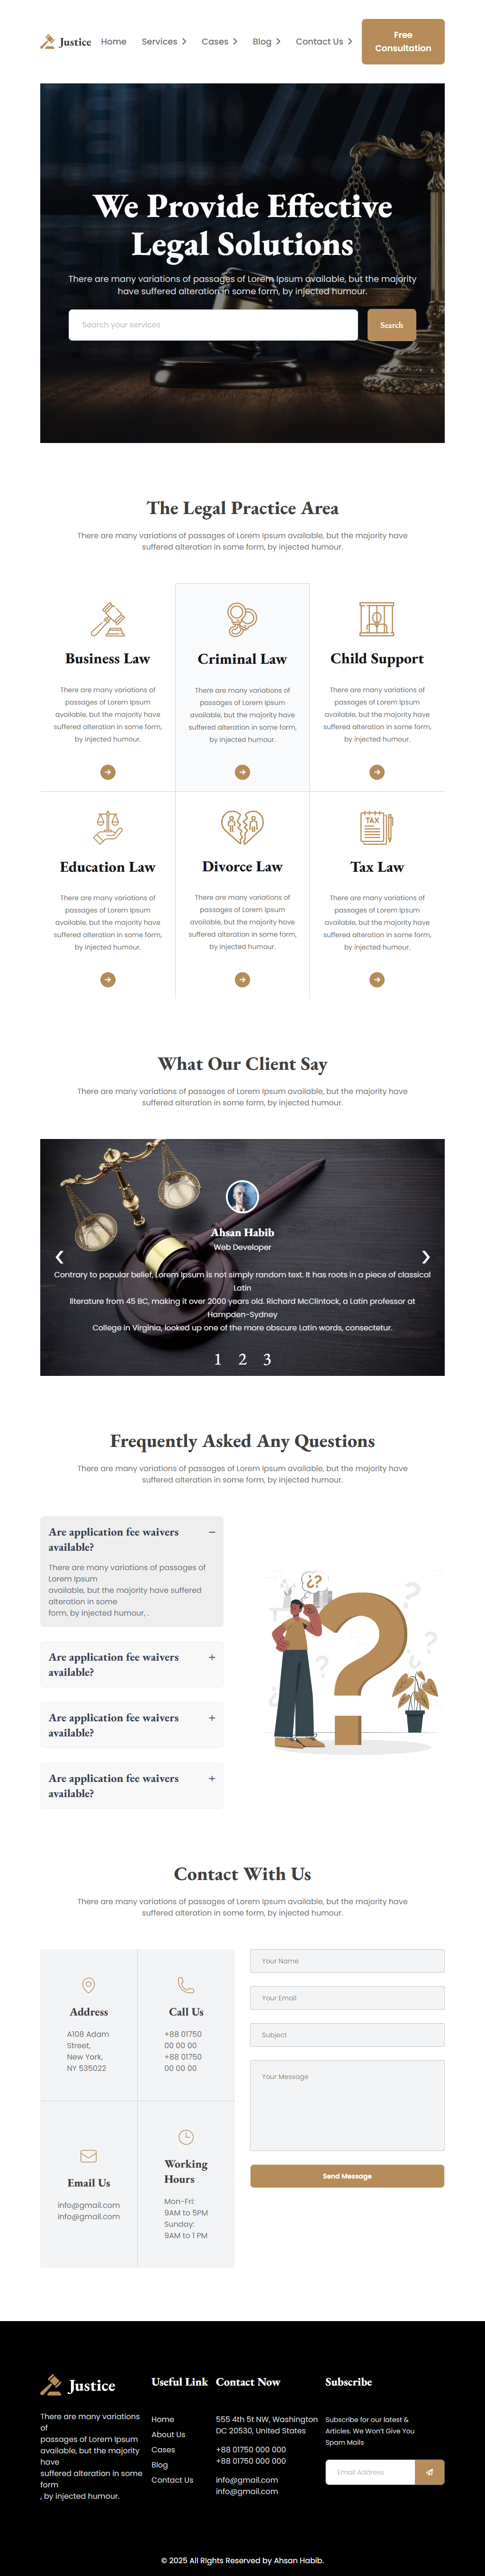 Justice
Home
Services
Cases
Blog
Contact Us
Free
Consultation
We Provide Effective
Legal Solutions
There are many variations of passages of Lorem Ipsum available, but the majority
have suffered alteration in some form, by injected humour.
Search your services
Search
The Legal Practice Area
There are many variations of passages of Lorem Ipsum available, but the majority have
suffered alteration in some form, by injected humour.
Business Law
There are many variations of
passages of Lorem Ipsum
available, but the majority have
suffered alteration in some form,
by injected humour.
Criminal Law
There are many variations of
passages of Lorem Ipsum
available, but the majority have
suffered alteration in some form,
by injected humour.
Child Support
There are many variations of
passages of Lorem Ipsum
available, but the majority have
suffered alteration in some form,
by injected humour.
Education Law
There are many variations of
passages of Lorem Ipsum
available, but the majority have
suffered alteration in some form,
by injected humour.
Divorce Law
There are many variations of
passages of Lorem Ipsum
available, but the majority have
suffered alteration in some form,
by injected humour.
TAX
Tax Law
There are many variations of
passages of Lorem Ipsum
available, but the majority have
suffered alteration in some form,
by injected humour.
What Our Client Say
There are many variations of passages of Lorem Ipsum available, but the majority have
suffered alteration in some form, by injected humour.
Ahsan Habib
Web Developer
Contrary to popular belief, Lorem Ipsum is not simply random text. It has roots in a piece of classical
Latin
literature from 45 BC, making it over 2000 years old. Richard McClintock, a Latin professor at
Hampden-Sydney
College in Virginia, looked up one of the more obscure Latin words, consectetur.
1 2 3
Frequently Asked Any Questions
There are many variations of passages of Lorem Ipsum available, but the majority have
suffered alteration in some form, by injected humour.
Are application fee waivers
available?
There are many variations of passages of
Lorem Ipsum
available, but the majority have suffered
alteration in some
form, by injected humour, .
Are application fee waivers
available?
Are application fee waivers
available?
Are application fee waivers
available?
Contact With Us
There are many variations of passages of Lorem Ipsum available, but the majority have
suffered alteration in some form, by injected humour.
Address
A108 Adam
Street,
New York,
NY 535022
Call Us
+88 01750
00 00 00
+88 01750
00 00 00
Email Us
info@gmail.com
info@gmail.com
Working
Hours
Mon-Fri:
9AM to 5PM
Sunday:
9AM to 1 PM
Your Name
Your Email
Subject
Your Message
Send Message
Justice
There are many variations
of
passages of Lorem Ipsum
available, but the majority
have
suffered alteration in some
form
, by injected humour.
Useful Link
Home
About Us
Cases
Blog
Contact Us
Contact Now
555 4th 5t NW, Washington
DC 20530, United States
+88 01750 000 000
+88 01750 000 000
info@gmail.com
info@gmail.com
Subscribe
Subscribe for our latest &
Articles. We Won't Give You
Spam Mails
Email Address
© 2025 All Rights Reserved by Ahsan Habib.